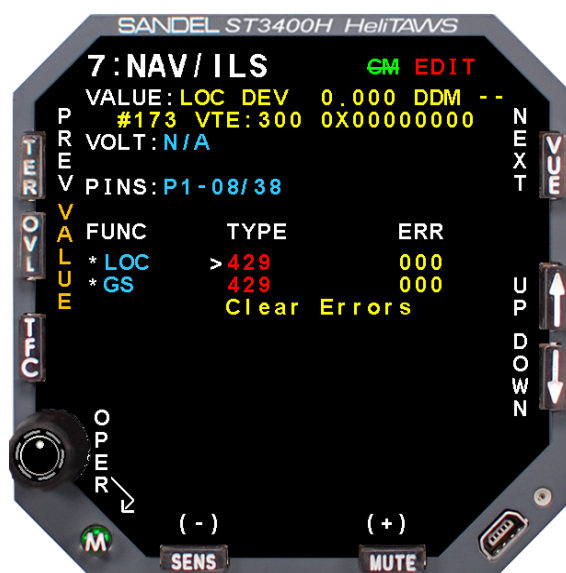 SANDEL ST3400H HeliTAWS
7:NAV/ILS GM EDIT
VALUE:LOC DEV 0.000 DDM --
#173 VTE:300 0X00000000
VOLT:N/A
PINS:P1-08/38
FUNC TYPE ERR
*LOC >429 000
*GS 429 000
Clear Errors
PREV
VALUE
NEXT
UP DOWN
TER
OVL
TFC
VUE
OPER
(-) (+)
M
SENS MUTE